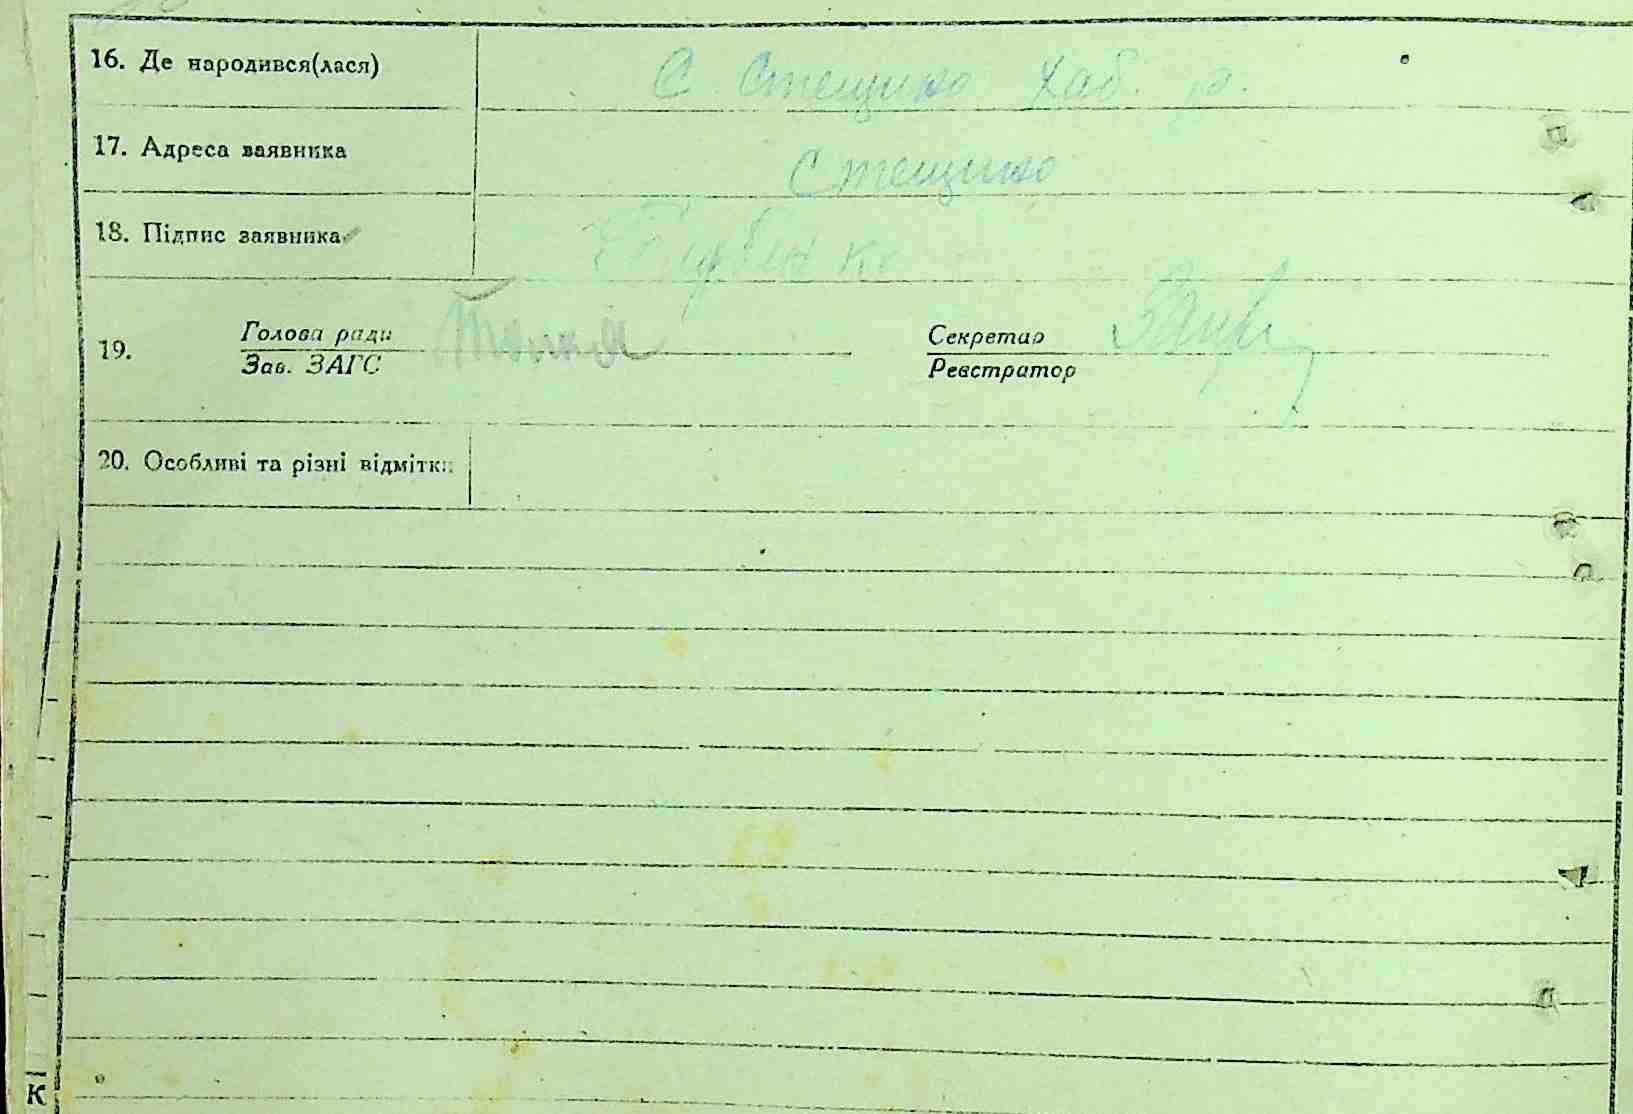 16. Де народився(лася) С Стещино Хаб. р.
17. Адреса заявника Стещино
18. Підпис заявника
19. Голова ради
Зав. ЗАГС
Секретар
Реєстратор
20. Особливі та різні відмітки
К